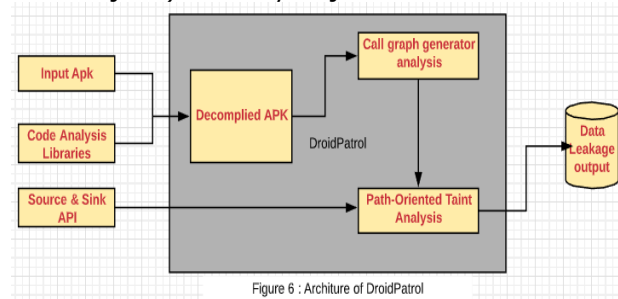 Input Apk
Code Analysis
Libraries
Source & Sink
API
Decomplied APK
DroidPatrol
Call graph generator
analysis
Path-Oriented Taint
Analysis
Data
Leakage
output
Figure 6 : Architure of DroidPatrol